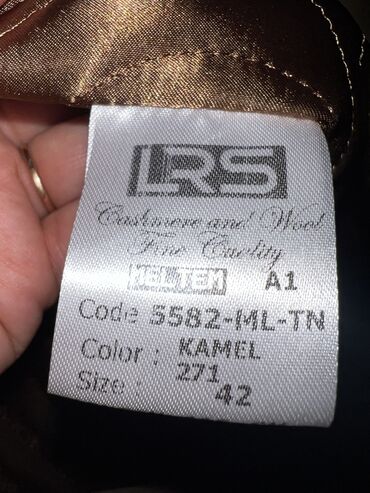 LRS
Cashmere and Wool
Fine Quality
MELTEM A1
Code 5582-ML-TN
Color : KAMEL
271
Size : 42